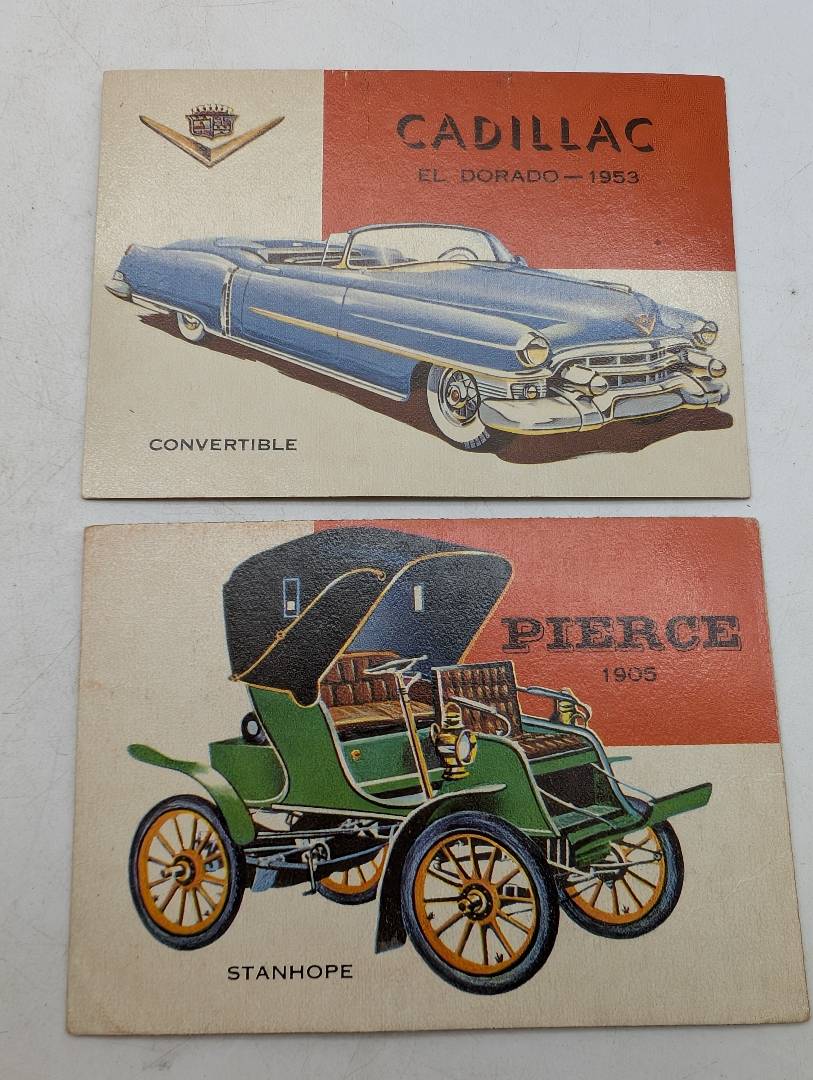 CADILLAC
EL DORADO — 1953
CONVERTIBLE
PIERCE
1905
STANHOPE